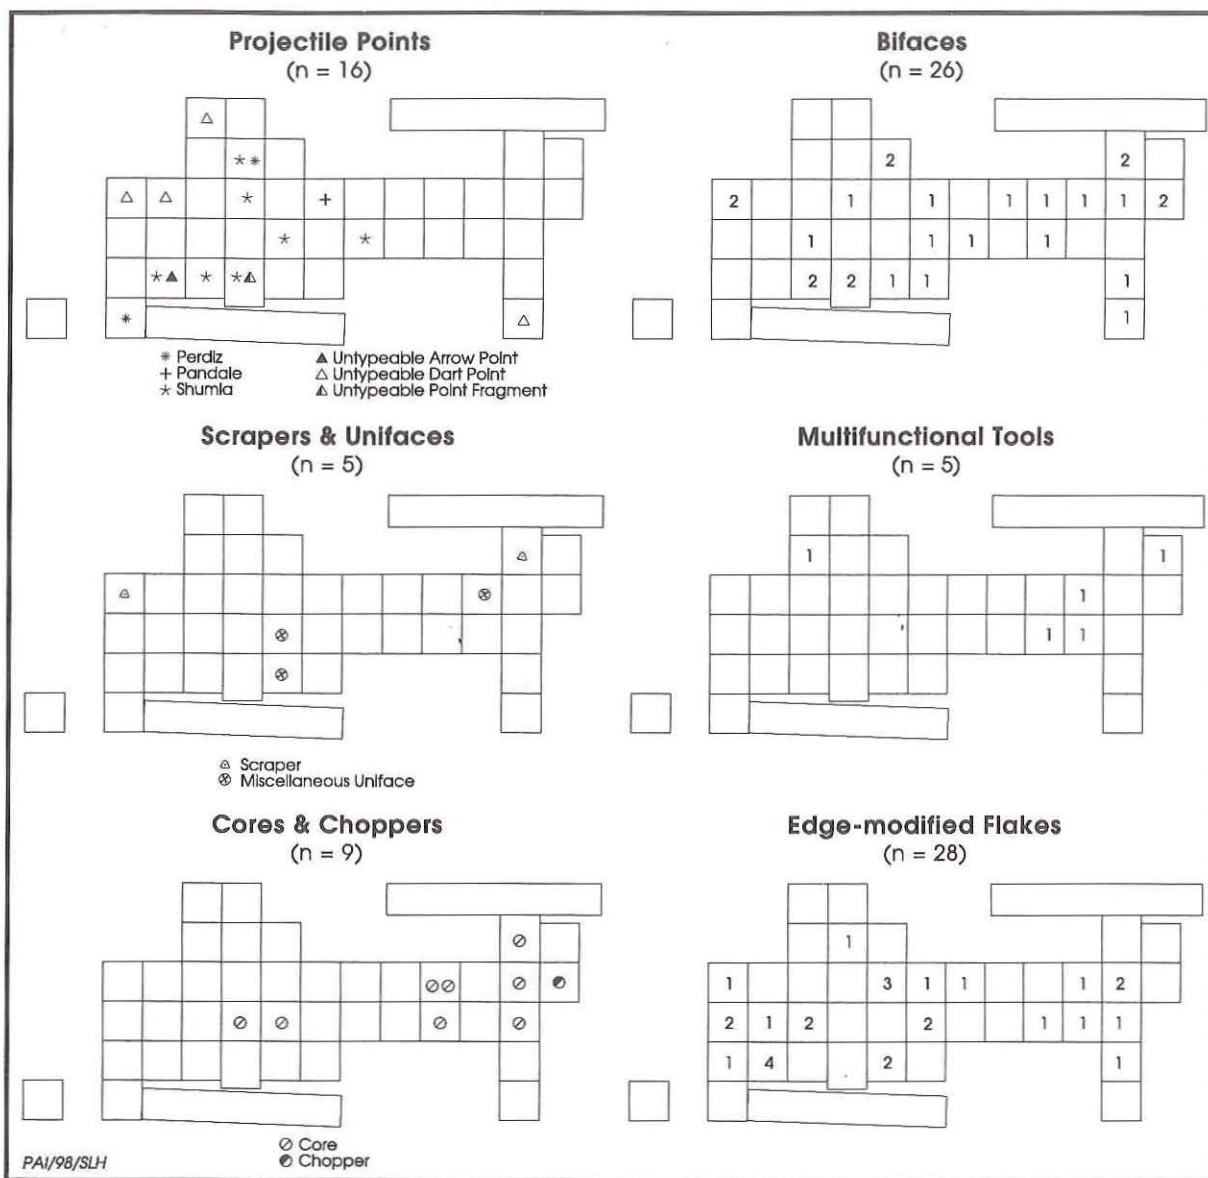 Projectile Points
(n = 16)
Perdiz
Pandale
Shumla
Untypeable Arrow Point
Untypeable Dart Point
Untypeable Point Fragment
Bifaces
(n = 26)
2 2
2 1 1 1 1 1 1 2
1 1 1 1
2 2 1 1 1
1
Scrapers & Unifaces
(n = 5)
Scraper
Miscellaneous Uniface
Multifunctional Tools
(n = 5)
1 1
1
1 1
Cores & Choppers
(n = 9)
Core
Chopper
Edge-modified Flakes
(n = 28)
1
1 3 1 1 1 2
2 1 2 2 1 1 1
1 4 2 1
PAI/98/SLH